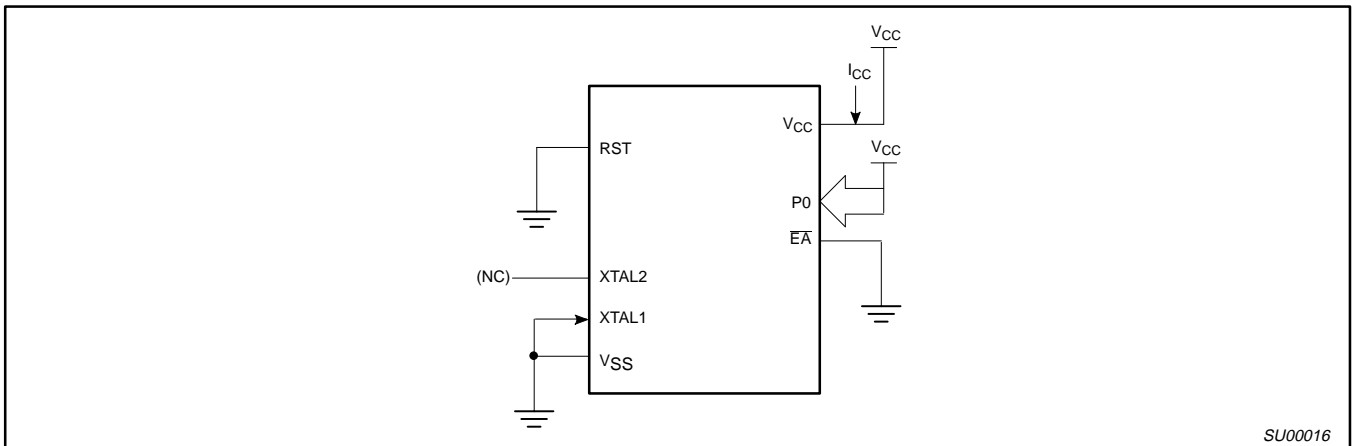 VCC
ICC
VCC
RST
VCC
P0
EA
(NC)
XTAL2
XTAL1
VSS
SU00016